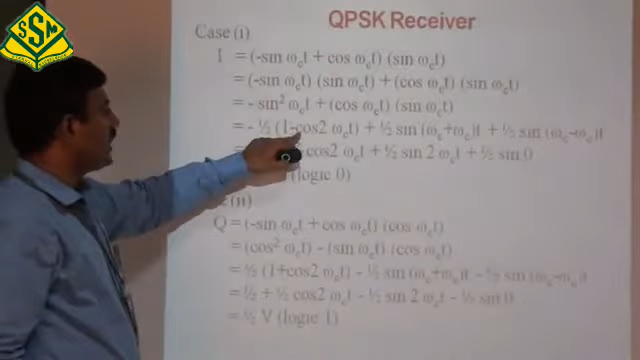 SSM
QPSK Receiver
Case (i)
I = (-sin ωct + cos ωct) (sin ωct)
= (-sin ωct) (sin ωct) + (cos ωct) (sin ωct)
= - sin² ωct + (cos ωct) (sin ωct)
= - ½ (1-cos2 ωct) + ½ sin (ωc+ωc)t + ½ sin (ωc-ωc)t
= cos2 ωct + ½ sin 2 ωct + ½ sin 0
(logic 0)
(ii)
Q = (-sin ωct + cos ωct) (cos ωct)
= (cos² ωct) - (sin ωct) (cos ωct)
= ½ (1+cos2 ωct) - ½ sin (ωc+ωc)t - ½ sin (ωc-ωc)t
= ½ + ½ cos2 ωct - ½ sin 2 ωct - ½ sin 0
= ½ V (logic 1)